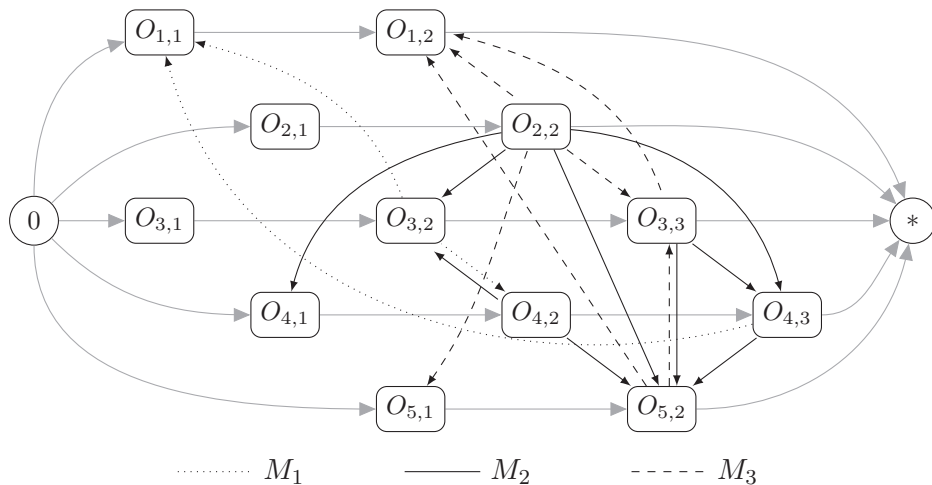 O1,1 O1,2
O2,1 O2,2
0 O3,1 O3,2 O3,3 *
O4,1 O4,2 O4,3
O5,1 O5,2
M1 M2 M3